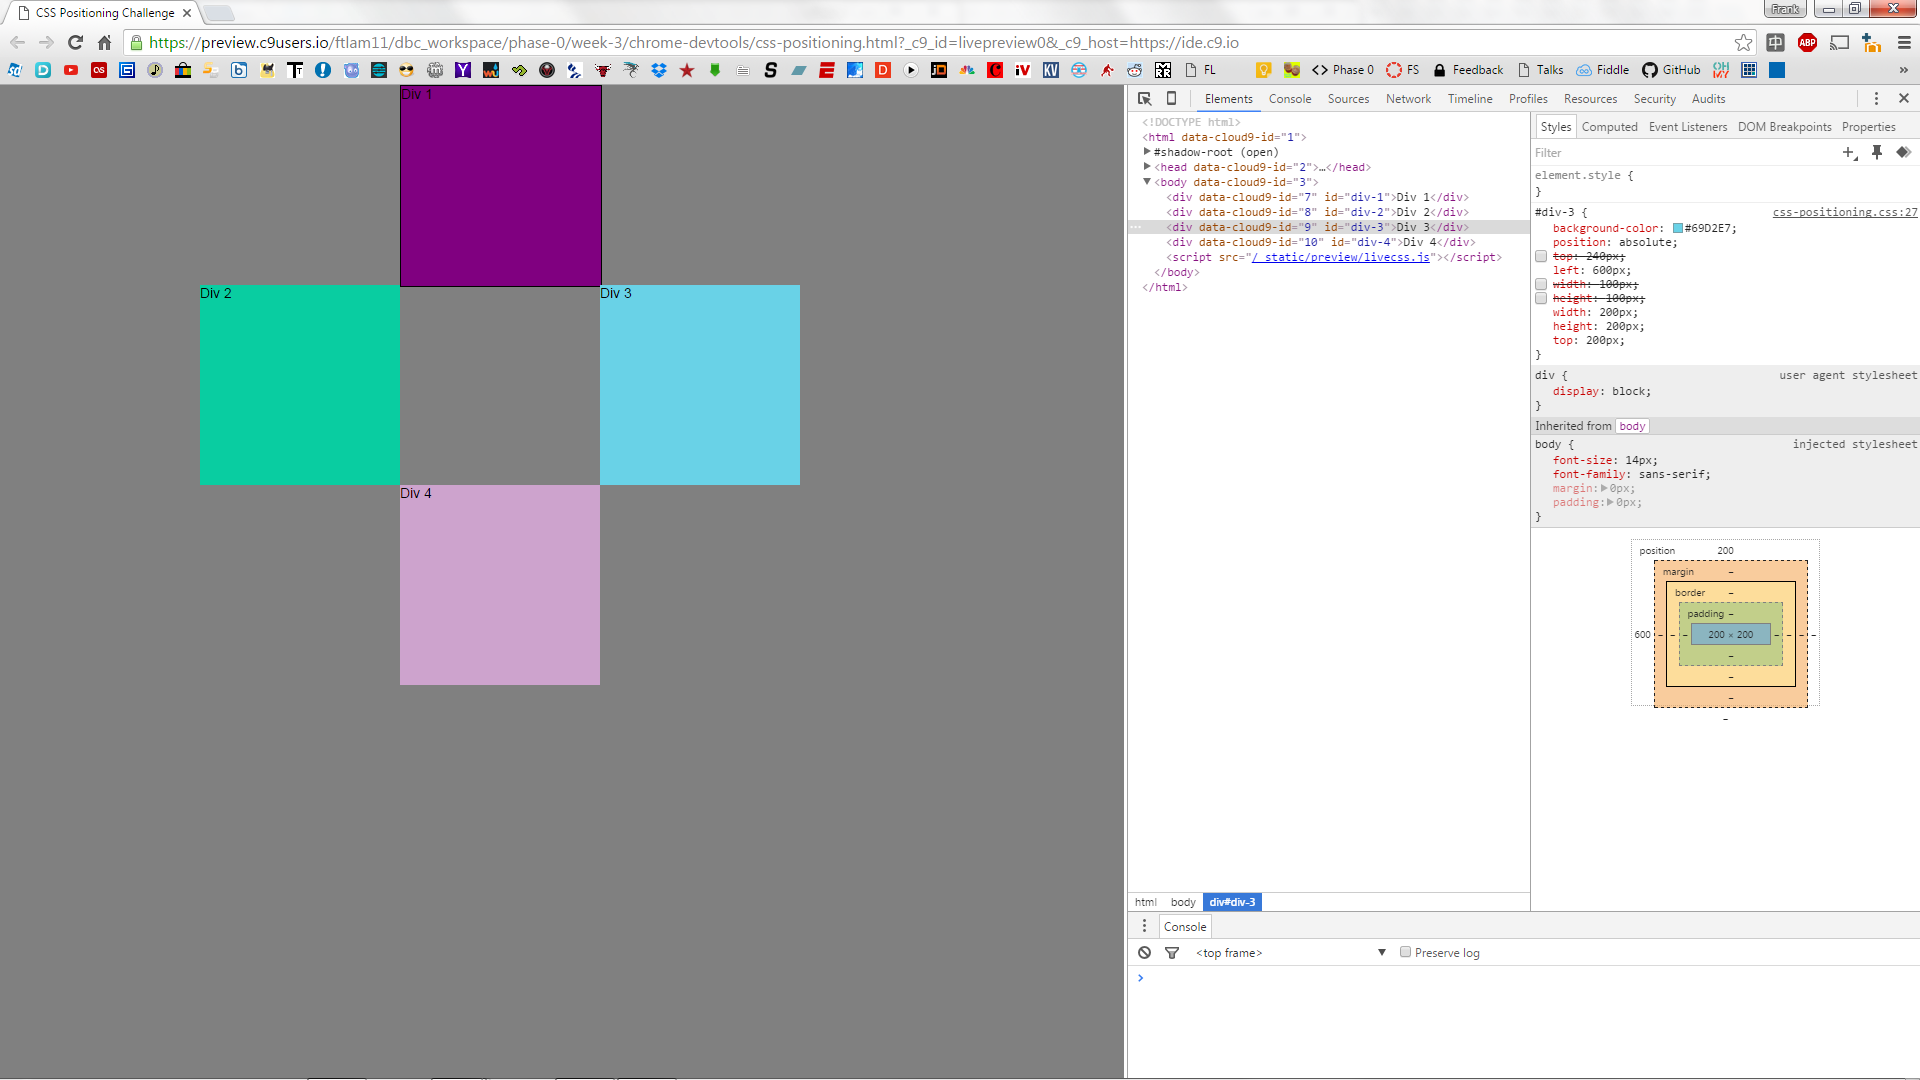 CSS Positioning Challenge
Frank
https://preview.c9users.io/ftlam11/dbc_workspace/phase-0/week-3/chrome-devtools/css-positioning.html?_c9_id=livepreview0&_c9_host=https://ide.c9.io
FL <> Phase 0 FS Feedback Talks Fiddle GitHub »
Div 1
Div 2
Div 3
Div 4
Elements Console Sources Network Timeline Profiles Resources Security Audits
<!DOCTYPE html>
<html data-cloud9-id="1">
#shadow-root (open)
<head data-cloud9-id="2">…</head>
<body data-cloud9-id="3">
<div data-cloud9-id="7" id="div-1">Div 1</div>
<div data-cloud9-id="8" id="div-2">Div 2</div>
<div data-cloud9-id="9" id="div-3">Div 3</div>
<div data-cloud9-id="10" id="div-4">Div 4</div>
<script src="/_static/preview/livecss.js"></script>
</body>
</html>
html body div#div-3
Styles Computed Event Listeners DOM Breakpoints Properties
Filter
element.style {
}
#div-3 { css-positioning.css:27
background-color: #69D2E7;
position: absolute;
top: 240px;
left: 600px;
width: 100px;
height: 100px;
width: 200px;
height: 200px;
top: 200px;
}
div { user agent stylesheet
display: block;
}
Inherited from body
body { injected stylesheet
font-size: 14px;
font-family: sans-serif;
margin: 0px;
padding: 0px;
}
position 200
margin –
border –
padding –
600 – – – 200 × 200 – – – –
–
–
–
–
Console
<top frame> Preserve log
>